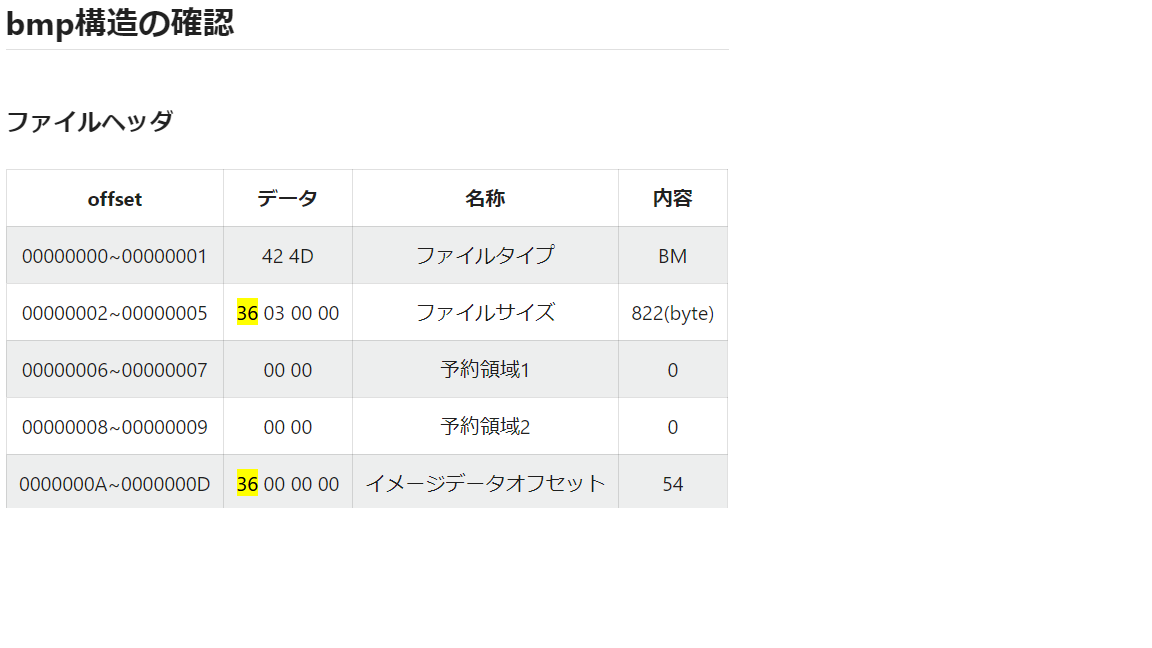 bmp構造の確認
ファイルヘッダ
offset データ 名称 内容
00000000~00000001 42 4D ファイルタイプ BM
00000002~00000005 36 03 00 00 ファイルサイズ 822(byte)
00000006~00000007 00 00 予約領域1 0
00000008~00000009 00 00 予約領域2 0
0000000A~0000000D 36 00 00 00 イメージデータオフセット 54